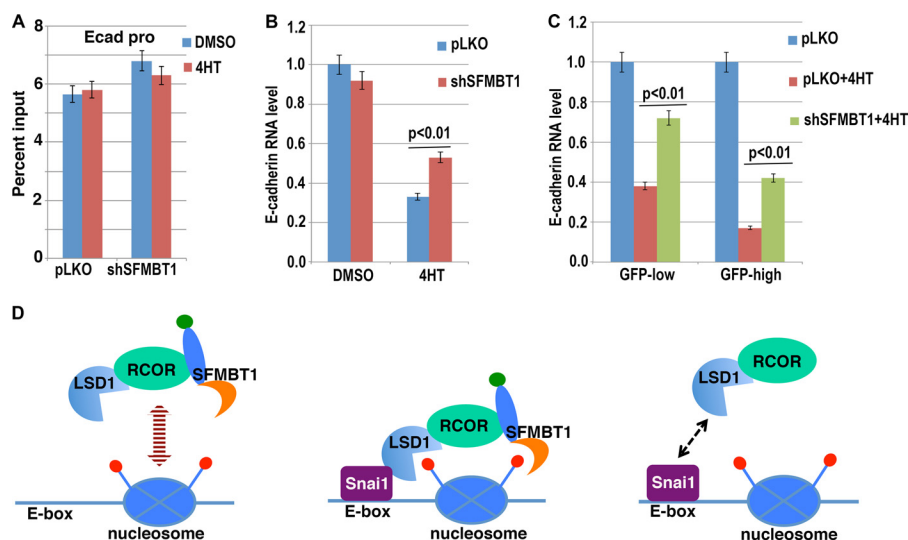 A
Ecad pro
DMSO
4HT
Percent input
8
6
4
2
0
pLKO
shSFMBT1
B
pLKO
shSFMBT1
E-cadherin RNA level
1.2
1.0
0.8
0.6
0.4
0.2
0.0
p<0.01
DMSO
4HT
C
pLKO
pLKO+4HT
shSFMBT1+4HT
E-cadherin RNA level
1.2
1.0
0.8
0.6
0.4
0.2
0.0
p<0.01
p<0.01
GFP-low
GFP-high
D
LSD1
RCOR
SFMBT1
E-box
nucleosome
LSD1
RCOR
SFMBT1
Snai1
E-box
nucleosome
LSD1
RCOR
Snai1
E-box
nucleosome